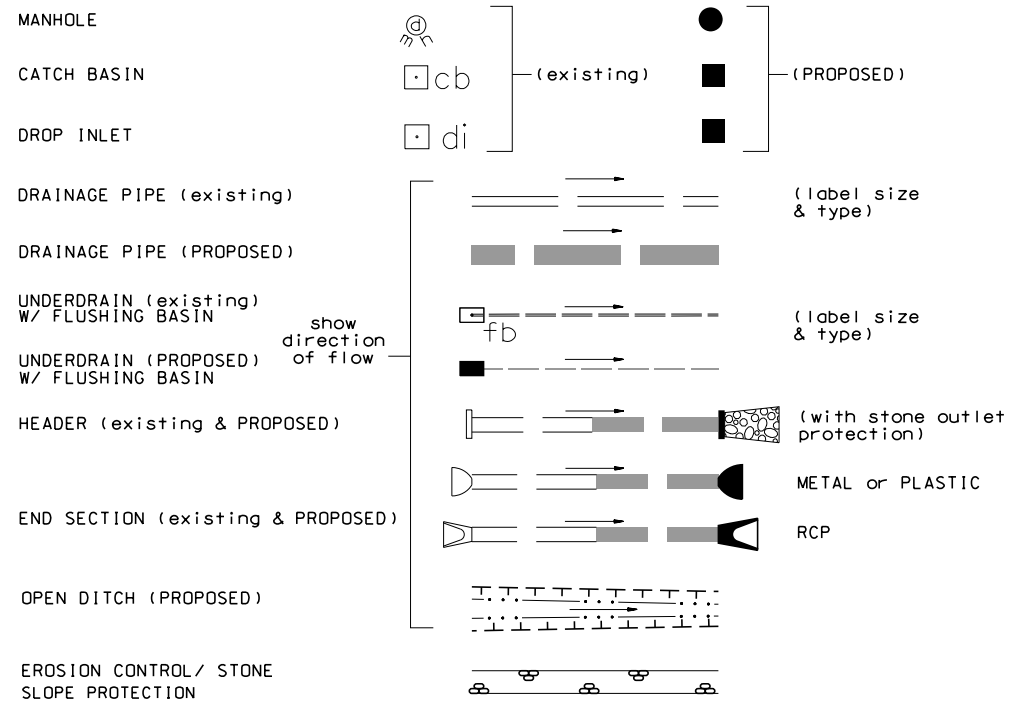 MANHOLE
d
m h
CATCH BASIN
cb
(existing)
(PROPOSED)
DROP INLET
di
DRAINAGE PIPE (existing)
(label size
& type)
DRAINAGE PIPE (PROPOSED)
UNDERDRAIN (existing)
W/ FLUSHING BASIN
fb
(label size
& type)
show
direction
of flow
UNDERDRAIN (PROPOSED)
W/ FLUSHING BASIN
HEADER (existing & PROPOSED)
(with stone outlet
protection)
METAL or PLASTIC
END SECTION (existing & PROPOSED)
RCP
OPEN DITCH (PROPOSED)
EROSION CONTROL/ STONE
SLOPE PROTECTION